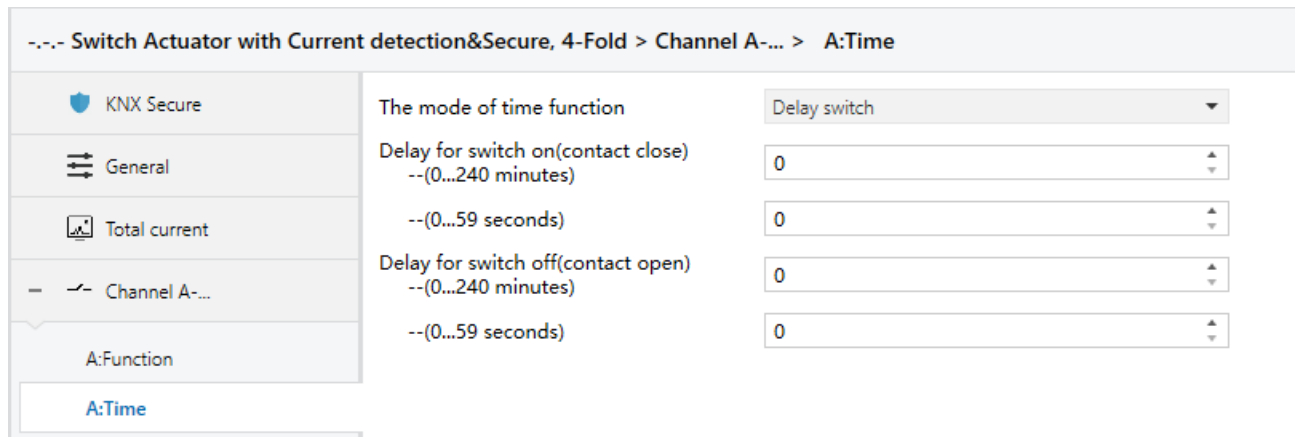 -.-.- Switch Actuator with Current detection&Secure, 4-Fold > Channel A-... > A:Time
KNX Secure
General
Total current
Channel A-...
A:Function
A:Time
The mode of time function
Delay switch
Delay for switch on(contact close)
--(0...240 minutes)
0
--(0...59 seconds)
0
Delay for switch off(contact open)
--(0...240 minutes)
0
--(0...59 seconds)
0